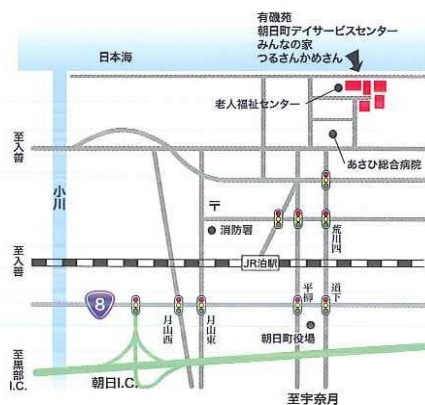 有磯苑
朝日町デイサービスセンター
みんなの家
つるさんかめさん
日本海
老人福祉センター
至入善
あさひ総合病院
小川
〒
消防署
荒川四
至入善
JR泊駅
8
月山西
月山東
平柳
道下
朝日町役場
至黒部I.C.
朝日I.C.
至宇奈月